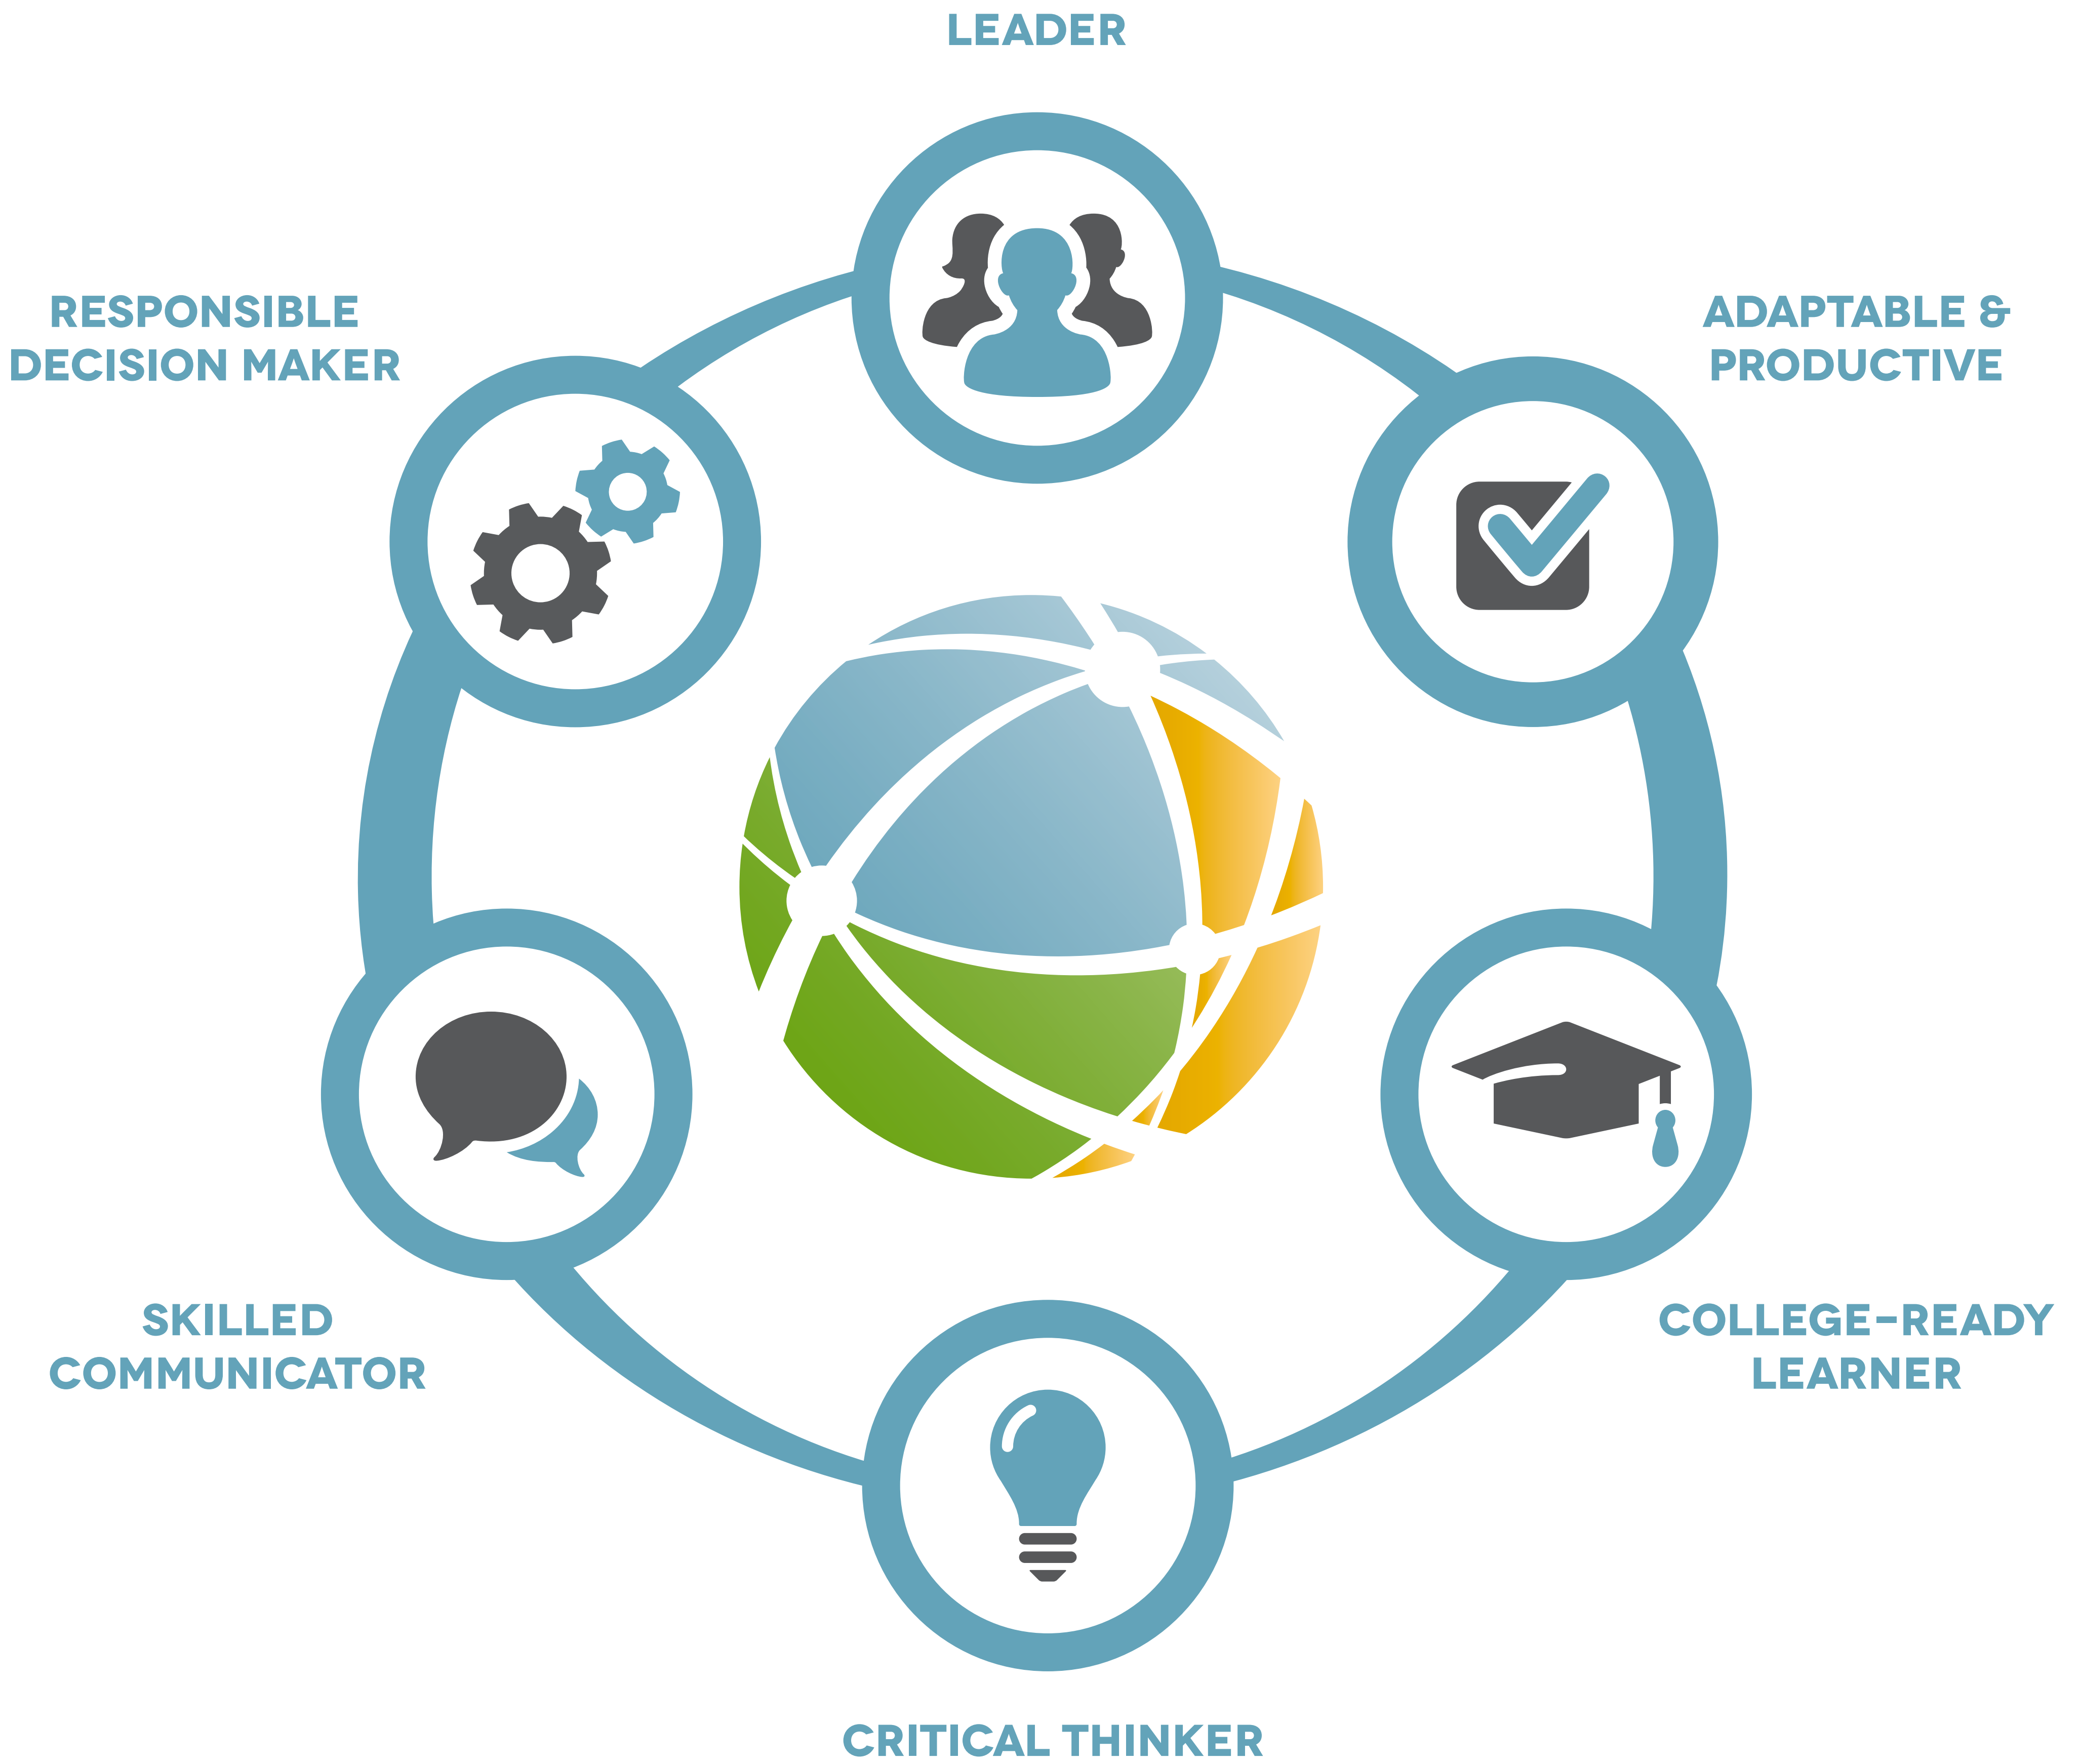 LEADER
RESPONSIBLE
DECISION MAKER
ADAPTABLE &
PRODUCTIVE
SKILLED
COMMUNICATOR
COLLEGE-READY
LEARNER
CRITICAL THINKER